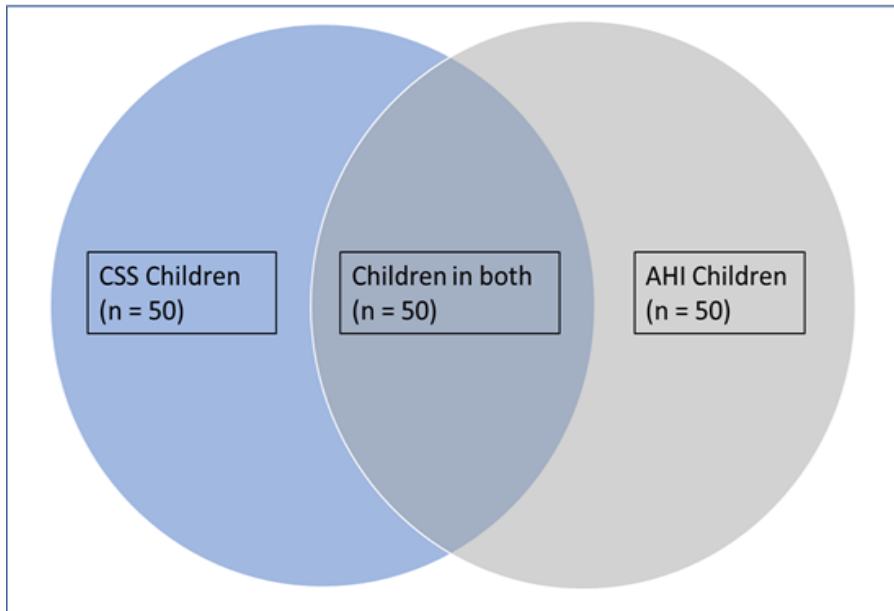 CSS Children
(n = 50)
Children in both
(n = 50)
AHI Children
(n = 50)